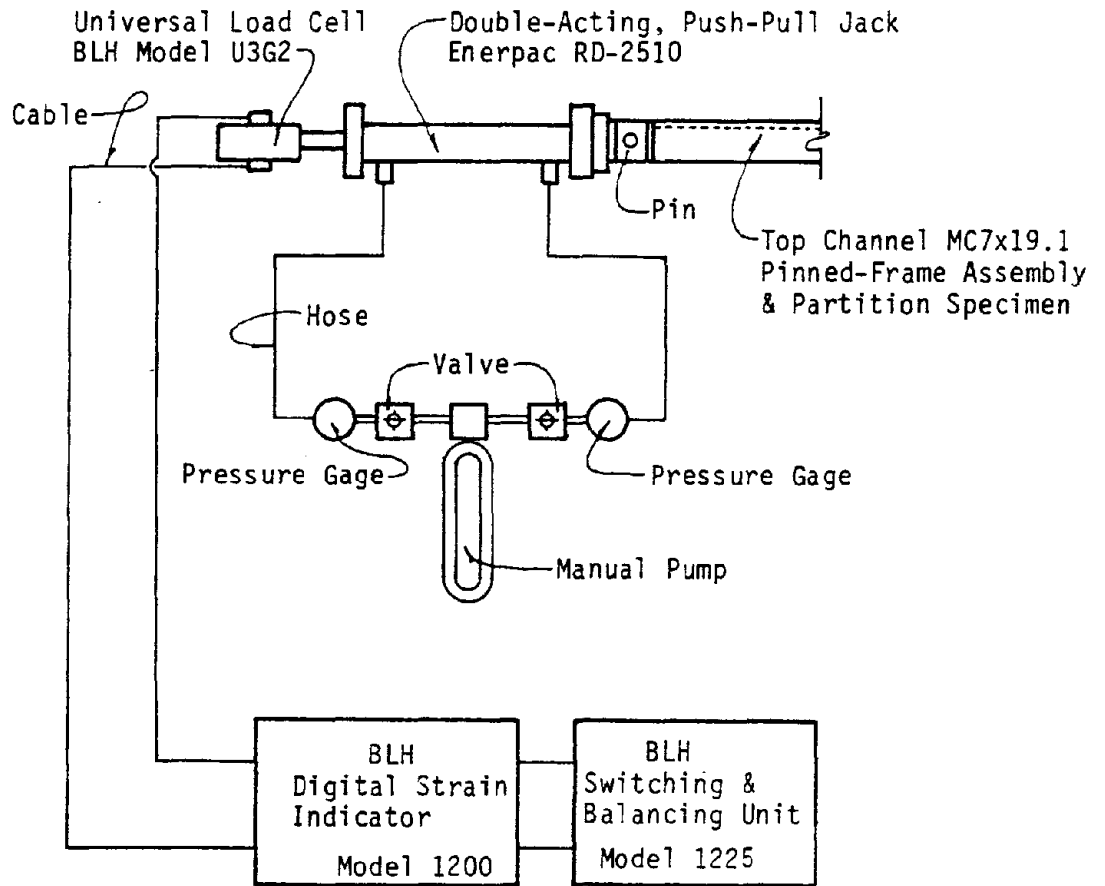 Universal Load Cell
BLH Model U3G2
Double-Acting, Push-Pull Jack
Enerpac RD-2510
Cable
Pin
Top Channel MC7x19.1
Pinned-Frame Assembly
& Partition Specimen
Hose
Valve
Pressure Gage
Pressure Gage
Manual Pump
BLH
Digital Strain
Indicator
Model 1200
BLH
Switching &
Balancing Unit
Model 1225